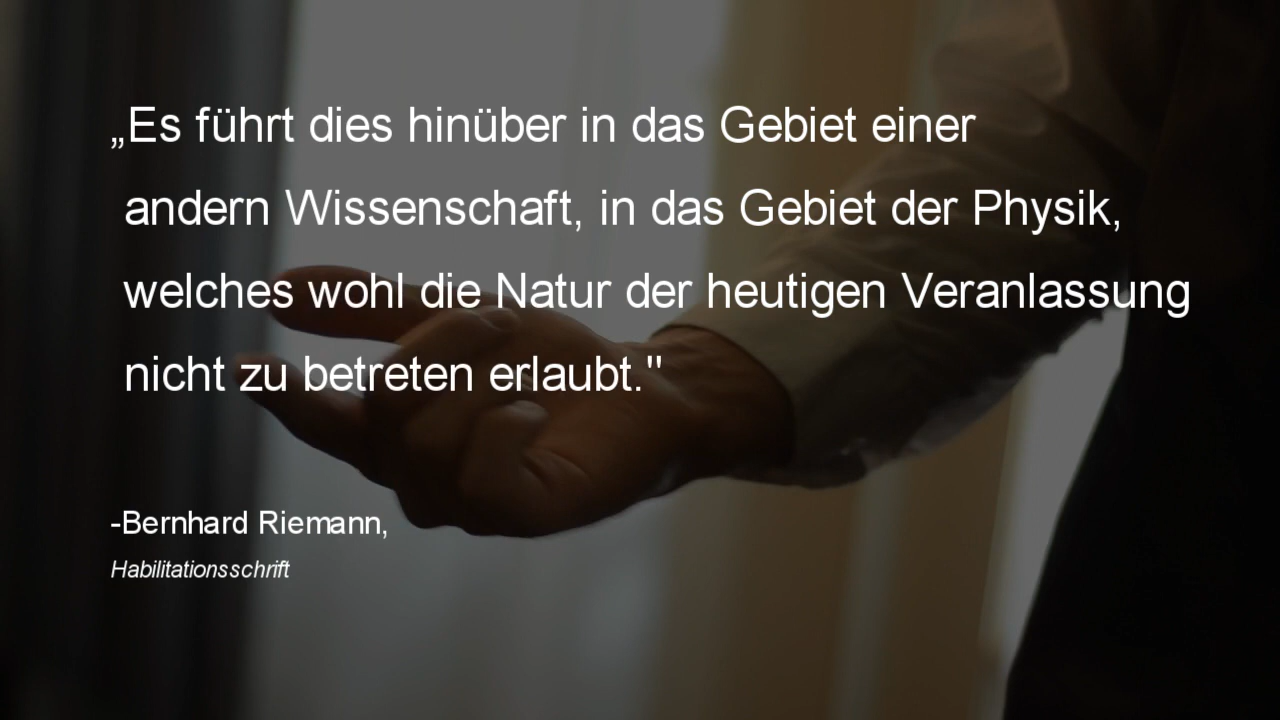 „Es führt dies hinüber in das Gebiet einer
andern Wissenschaft, in das Gebiet der Physik,
welches wohl die Natur der heutigen Veranlassung
nicht zu betreten erlaubt."
-Bernhard Riemann,
Habilitationsschrift